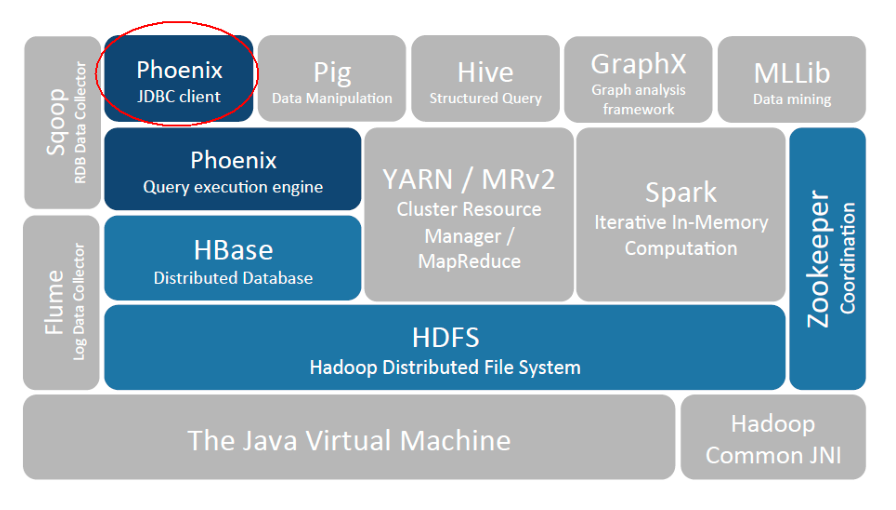 Sqoop
RDB Data Collector
Phoenix
JDBC client
Pig
Data Manipulation
Hive
Structured Query
GraphX
Graph analysis
framework
MLLib
Data mining
Phoenix
Query execution engine
YARN / MRv2
Cluster Resource
Manager /
MapReduce
Spark
Iterative In-Memory
Computation
Zookeeper
Coordination
Flume
Log Data Collector
HBase
Distributed Database
HDFS
Hadoop Distributed File System
The Java Virtual Machine
Hadoop
Common JNI